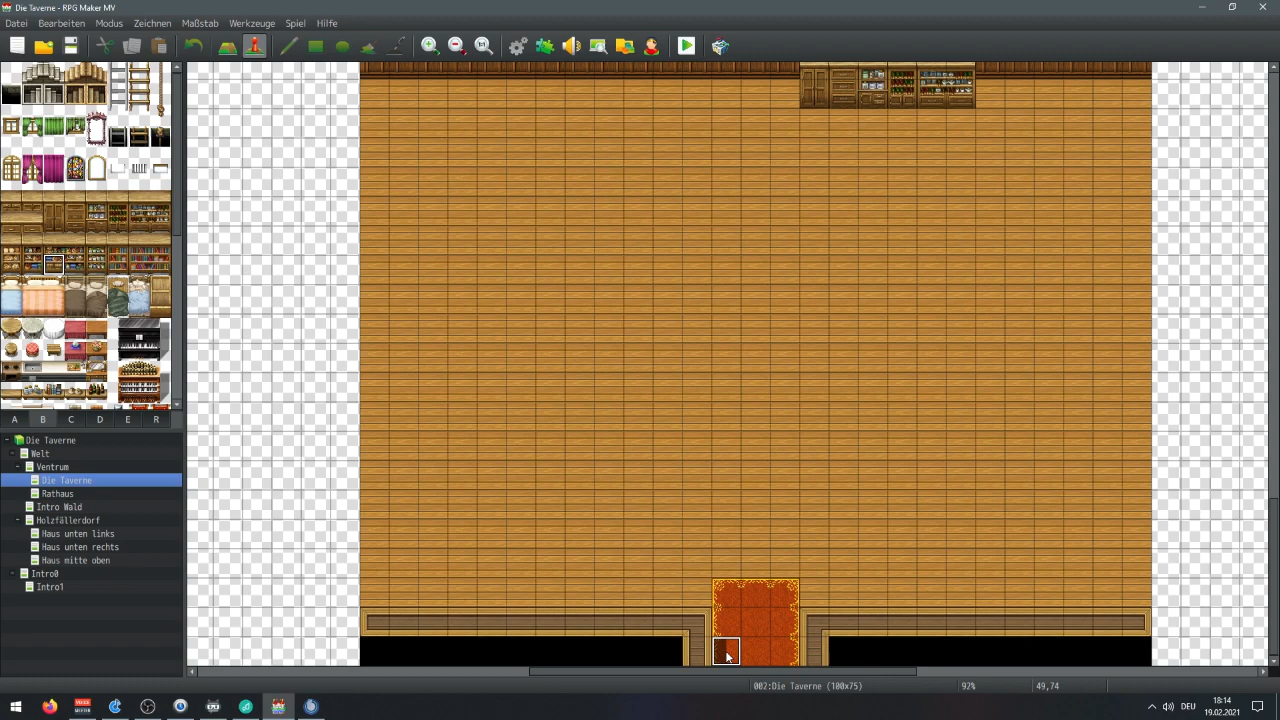 Die Taverne - RPG Maker MV
Datei Bearbeiten Modus Zeichnen Maßstab Werkzeuge Spiel Hilfe
A B C D E R
Die Taverne
Welt
Ventrum
Die Taverne
Rathaus
Intro Wald
Holzfällerdorf
Haus unten links
Haus unten rechts
Haus mitte oben
Intro0
Intro1
002:Die Taverne (100x75) 92% 49,74
DEU
18:14
19.02.2021